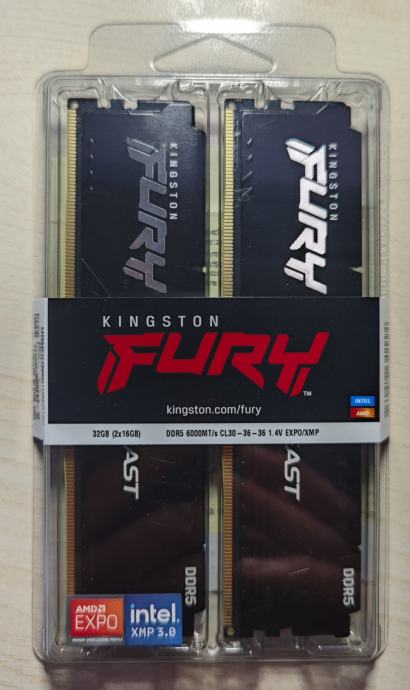 KINGSTON
FURY
KINGSTON
FURY
KINGSTON
FURY™
kingston.com/fury
INTEL
AMD
32GB (2x16GB)
DDR5 6000MT/s CL30-36-36 1.4V EXPO/XMP
AST
AST
DDR5
DDR5
AMD
EXPO
intel.
XMP 3.0